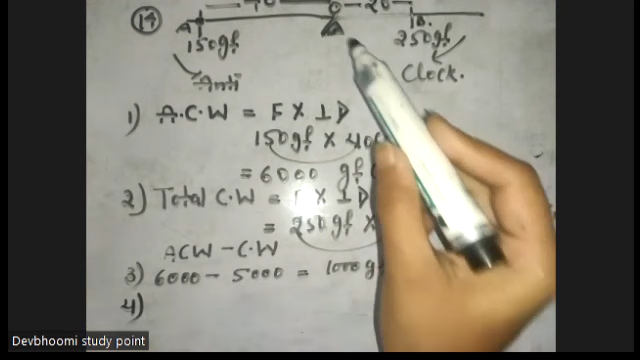 14 40 O 20
A B.
150gf 250gf
Anti Clock.
1) A.C.W = F X ⊥ D
150gf X 40
= 6000 gf
2) Total C.W = F X ⊥ D
= 250gf X
ACW - C.W
3) 6000 - 5000 = 1000 g
4)
Devbhoomi study point